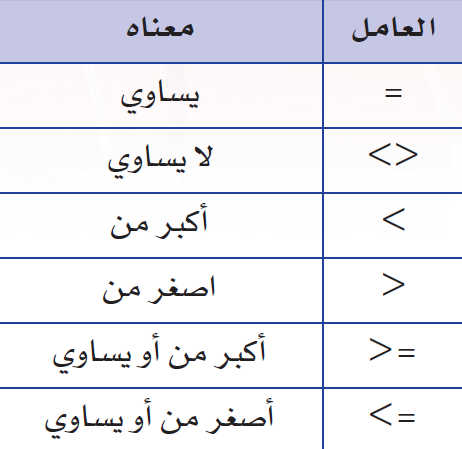 العامل معناه
= يساوي
<> لا يساوي
< أكبر من
> اصغر من
>= أكبر من أو يساوي
<= أصغر من أو يساوي